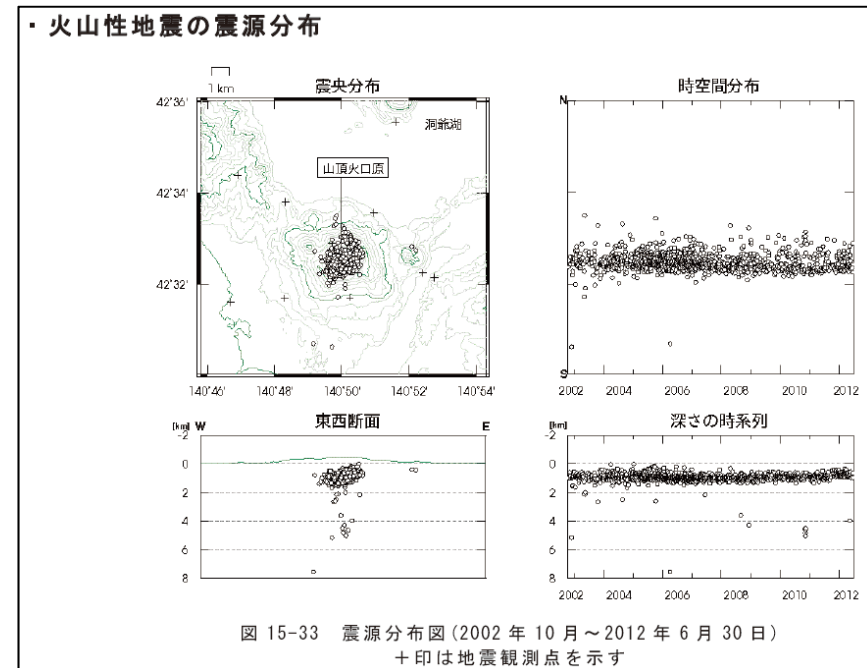 ・火山性地震の震源分布
1 km
震央分布
時空間分布
42°36'
42°34'
42°32'
洞爺湖
山頂火口原
140°46' 140°48' 140°50' 140°52' 140°54'
N
S
2002 2004 2006 2008 2010 2012
東西断面
深さの時系列
[km] W E
-2
0
2
4
6
8
[km]
-2
0
2
4
6
8
2002 2004 2006 2008 2010 2012
図 15-33 震源分布図(2002 年 10 月～2012 年 6 月 30 日)
＋印は地震観測点を示す